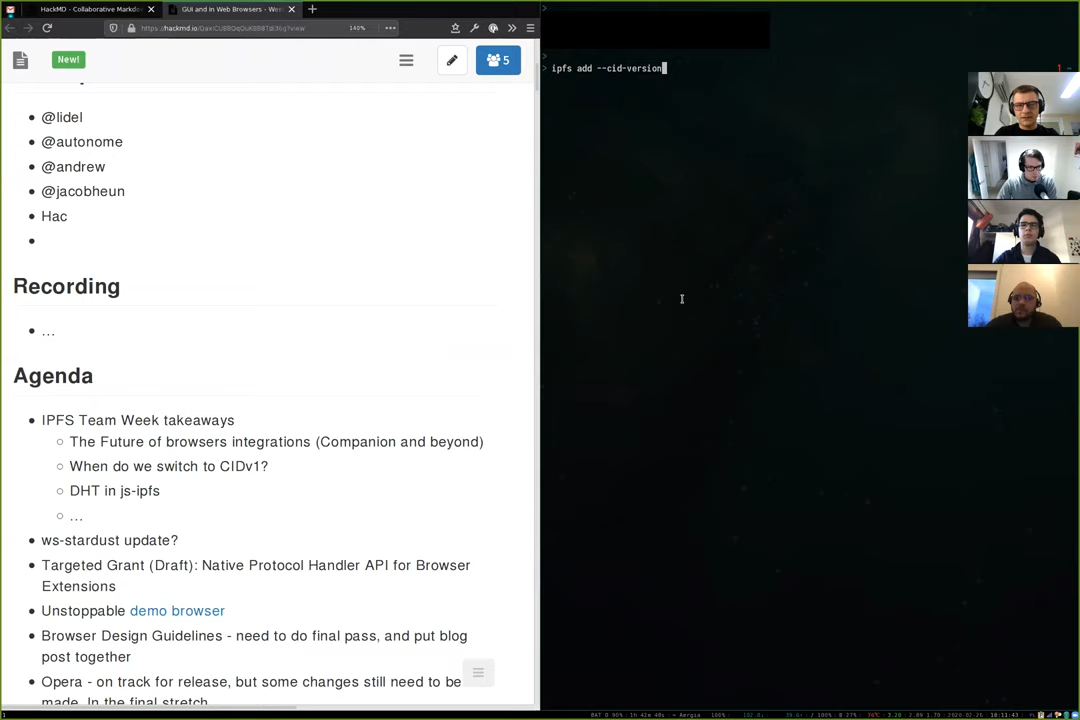 HackMD - Collaborative Markdo
GUI and In Web Browsers - We
140%
New!
5
@lidel
@autonome
@andrew
@jacobheun
Hac
Recording
...
Agenda
IPFS Team Week takeaways
The Future of browsers integrations (Companion and beyond)
When do we switch to CIDv1?
DHT in js-ipfs
...
ws-stardust update?
Targeted Grant (Draft): Native Protocol Handler API for Browser
Extensions
Unstoppable demo browser
Browser Design Guidelines - need to do final pass, and put blog
post together
Opera - on track for release, but some changes still need to be
made. In the final stretch
>
>
> ipfs add --cid-version
1 ~